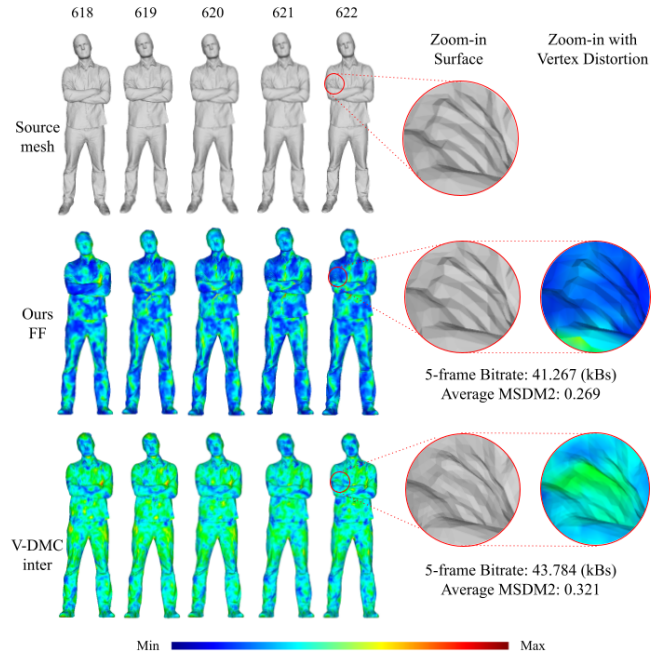 618 619 620 621 622
Zoom-in
Surface
Zoom-in with
Vertex Distortion
Source
mesh
Ours
FF
5-frame Bitrate: 41.267 (kBs)
Average MSDM2: 0.269
V-DMC
inter
5-frame Bitrate: 43.784 (kBs)
Average MSDM2: 0.321
Min Max